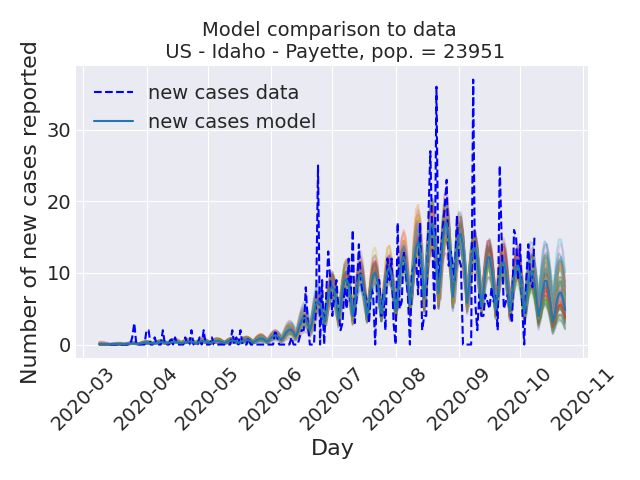 Model comparison to data
US - Idaho - Payette, pop. = 23951
Number of new cases reported
new cases data
new cases model
30
20
10
0
2020-03
2020-04
2020-05
2020-06
2020-07
2020-08
2020-09
2020-10
2020-11
Day